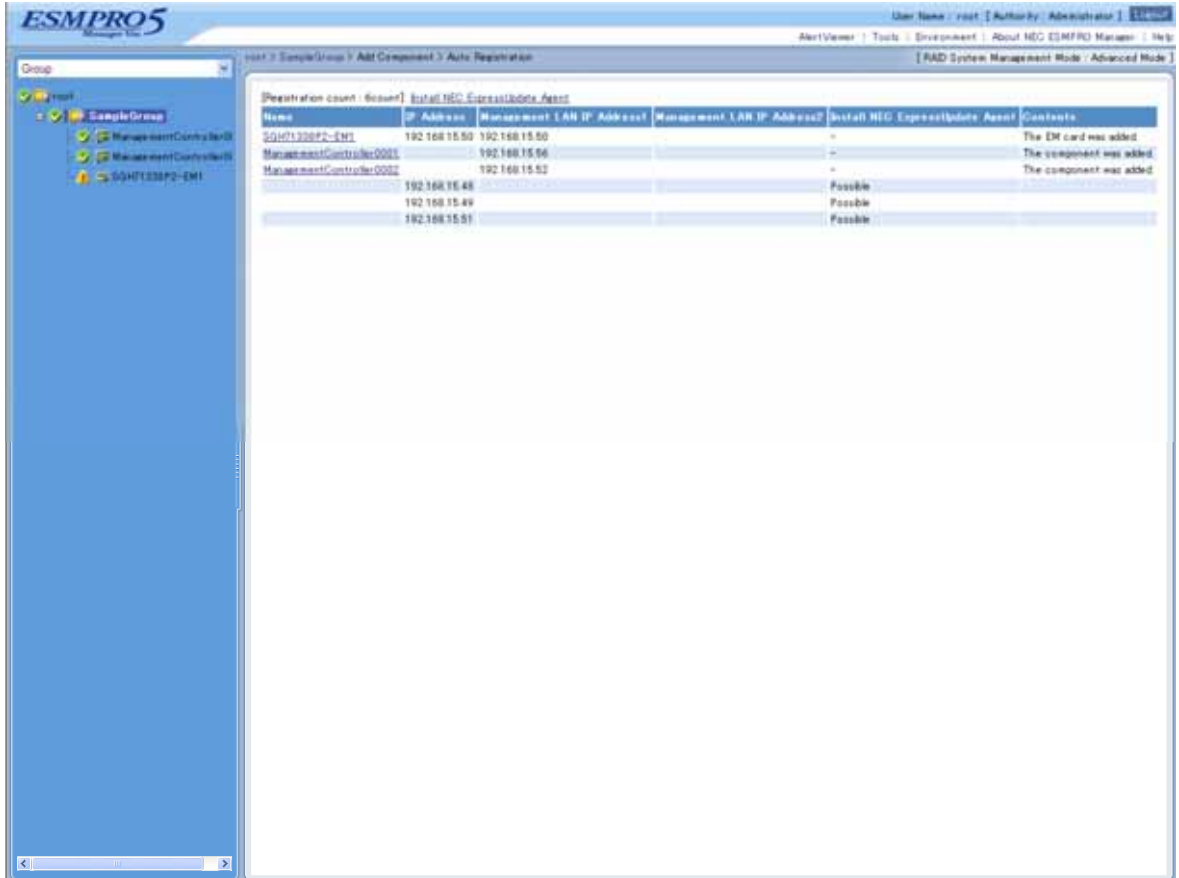 ESMPRO5
Manager Ver.
User Name : root [ Authority : Administrator ] Logout
AlertViewer | Tools | Environment | About NEC ESMPRO Manager | Help
Group
root > SampleGroup > Add Component > Auto Registration
[ RAID System Management Mode : Advanced Mode ]
root
SampleGroup
ManagementController0
ManagementController0
SGH71338P2-EM1
[Registration count : 6count] Install NEC ExpressUpdate Agent
Name IP Address Management LAN IP Address1 Management LAN IP Address2 Install NEC ExpressUpdate Agent Contents
SGH71338P2-EM1 192.168.15.50 192.168.15.50 - The EM card was added.
ManagementController0001 192.168.15.56 - The component was added.
ManagementController0002 192.168.15.52 - The component was added.
192.168.15.48 Possible
192.168.15.49 Possible
192.168.15.51 Possible